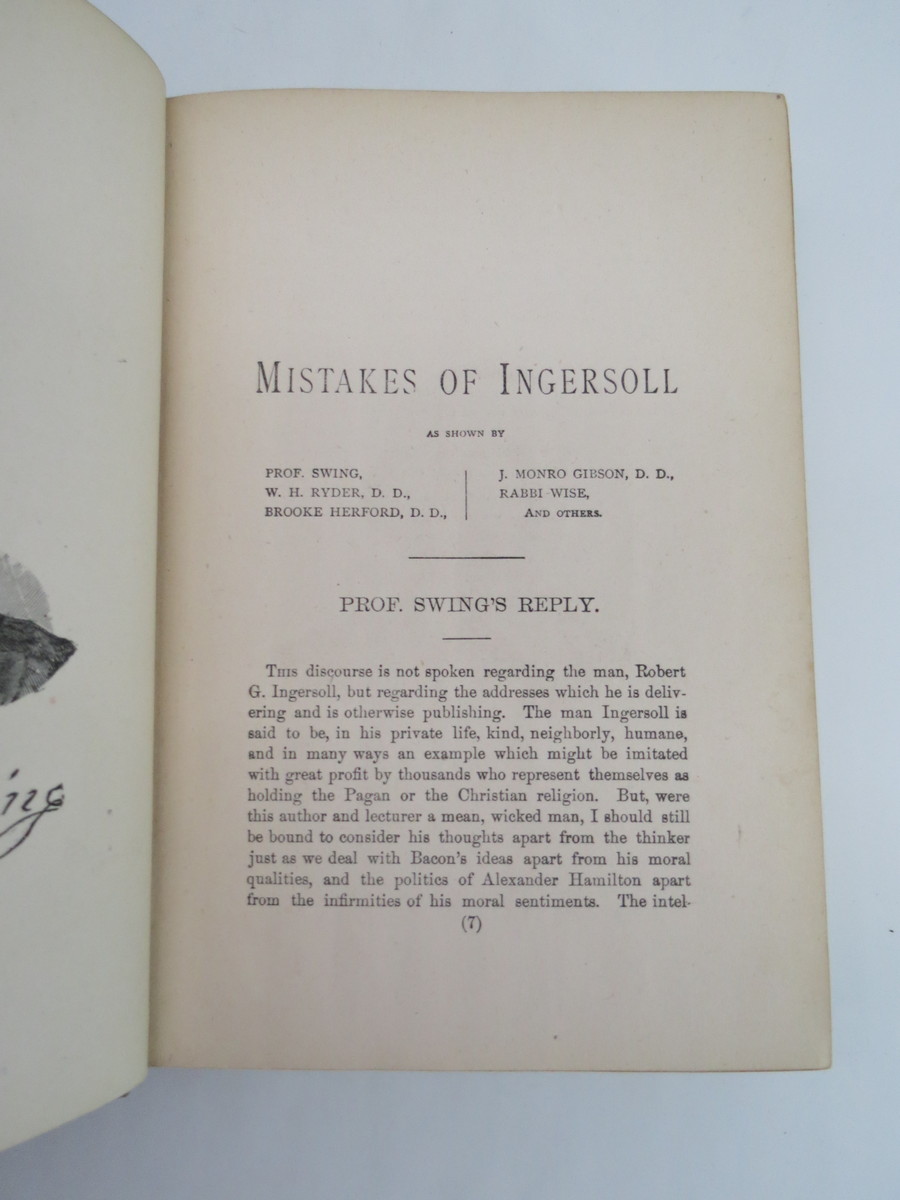 ing
MISTAKES OF INGERSOLL
AS SHOWN BY
PROF. SWING,
W. H. RYDER, D. D.,
BROOKE HERFORD, D. D.,
J. MONRO GIBSON, D. D.,
RABBI WISE,
AND OTHERS.
PROF. SWING'S REPLY.
THIS discourse is not spoken regarding the man, Robert
G. Ingersoll, but regarding the addresses which he is deliv-
ering and is otherwise publishing. The man Ingersoll is
said to be, in his private life, kind, neighborly, humane,
and in many ways an example which might be imitated
with great profit by thousands who represent themselves as
holding the Pagan or the Christian religion. But, were
this author and lecturer a mean, wicked man, I should still
be bound to consider his thoughts apart from the thinker
just as we deal with Bacon's ideas apart from his moral
qualities, and the politics of Alexander Hamilton apart
from the infirmities of his moral sentiments. The intel-
(7)